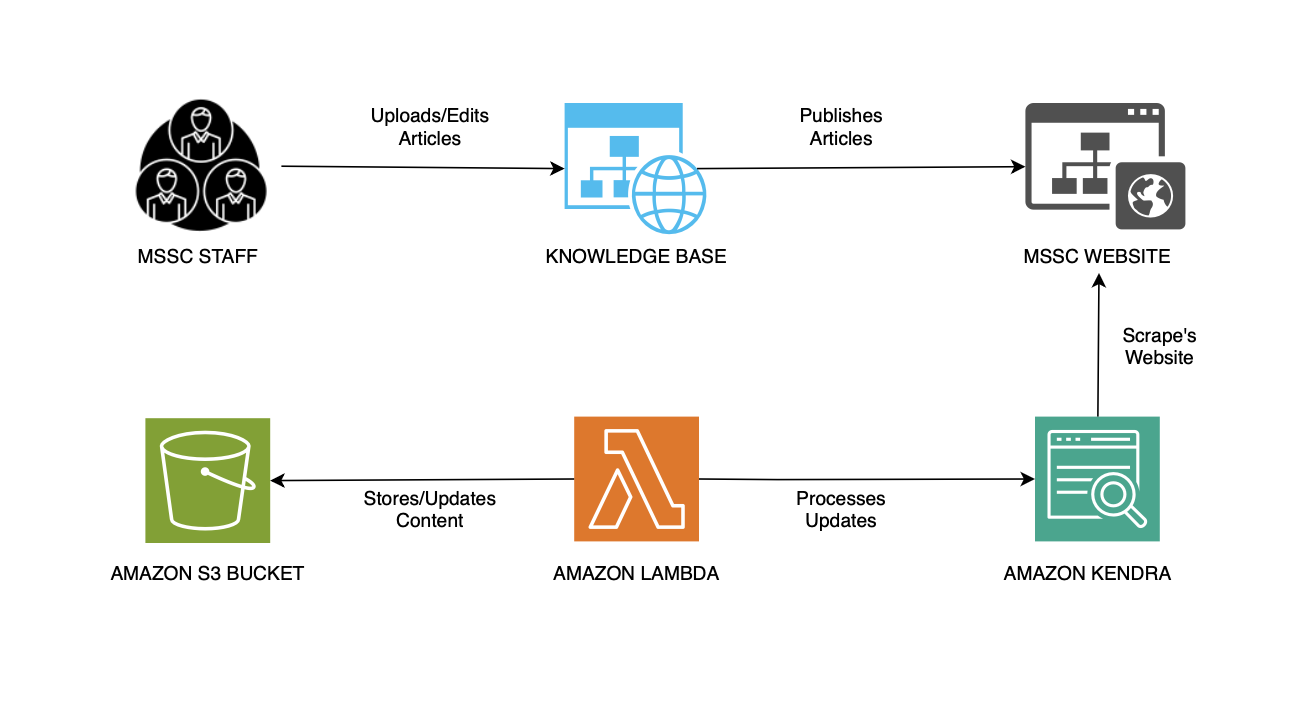 Uploads/Edits
Articles
Publishes
Articles
MSSC STAFF
KNOWLEDGE BASE
MSSC WEBSITE
Scrape's
Website
Stores/Updates
Content
Processes
Updates
AMAZON S3 BUCKET
AMAZON LAMBDA
AMAZON KENDRA